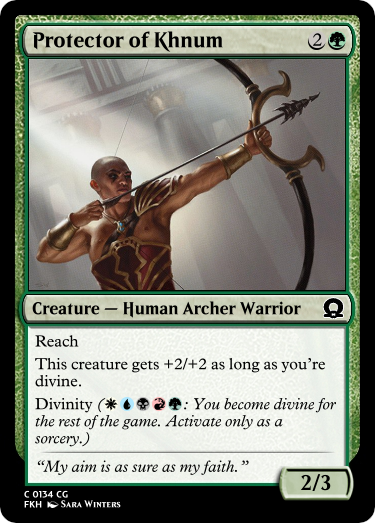 Protector of Khnum 2
Creature — Human Archer Warrior
Reach
This creature gets +2/+2 as long as you're
divine.
Divinity (: You become divine for
the rest of the game. Activate only as a
sorcery.)
"My aim is as sure as my faith."
2/3
C 0134 CG
FKH Sara Winters